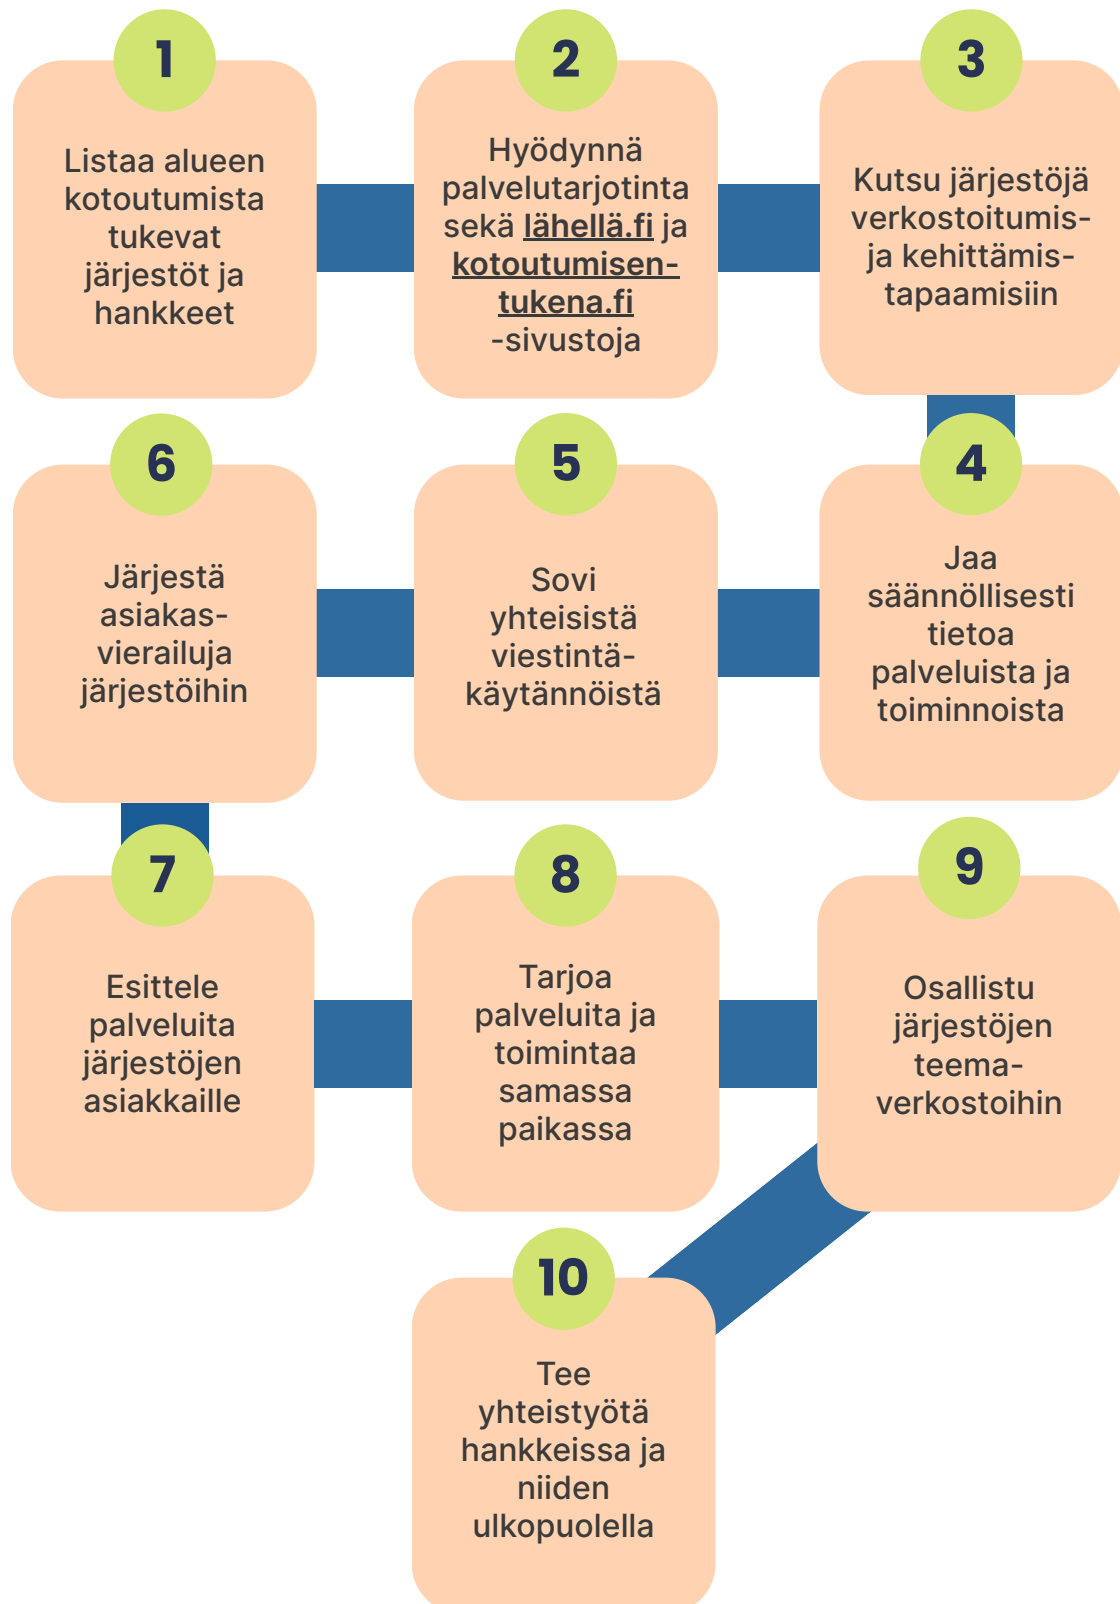 1
Listaa alueen
kotoutumista
tukevat
järjestöt ja
hankkeet
2
Hyödynnä
palvelutarjotinta
sekä lähellä.fi ja
kotoutumisen-
tukena.fi
-sivustoja
3
Kutsu järjestöjä
verkostoitumis-
ja kehittämis-
tapaamisiin
4
Jaa
säännöllisesti
tietoa
palveluista ja
toiminnoista
5
Sovi
yhteisistä
viestintä-
käytännöistä
6
Järjestä
asiakas-
vierailuja
järjestöihin
7
Esittele
palveluita
järjestöjen
asiakkaille
8
Tarjoa
palveluita ja
toimintaa
samassa
paikassa
9
Osallistu
järjestöjen
teema-
verkostoihin
10
Tee
yhteistyötä
hankkeissa ja
niiden
ulkopuolella